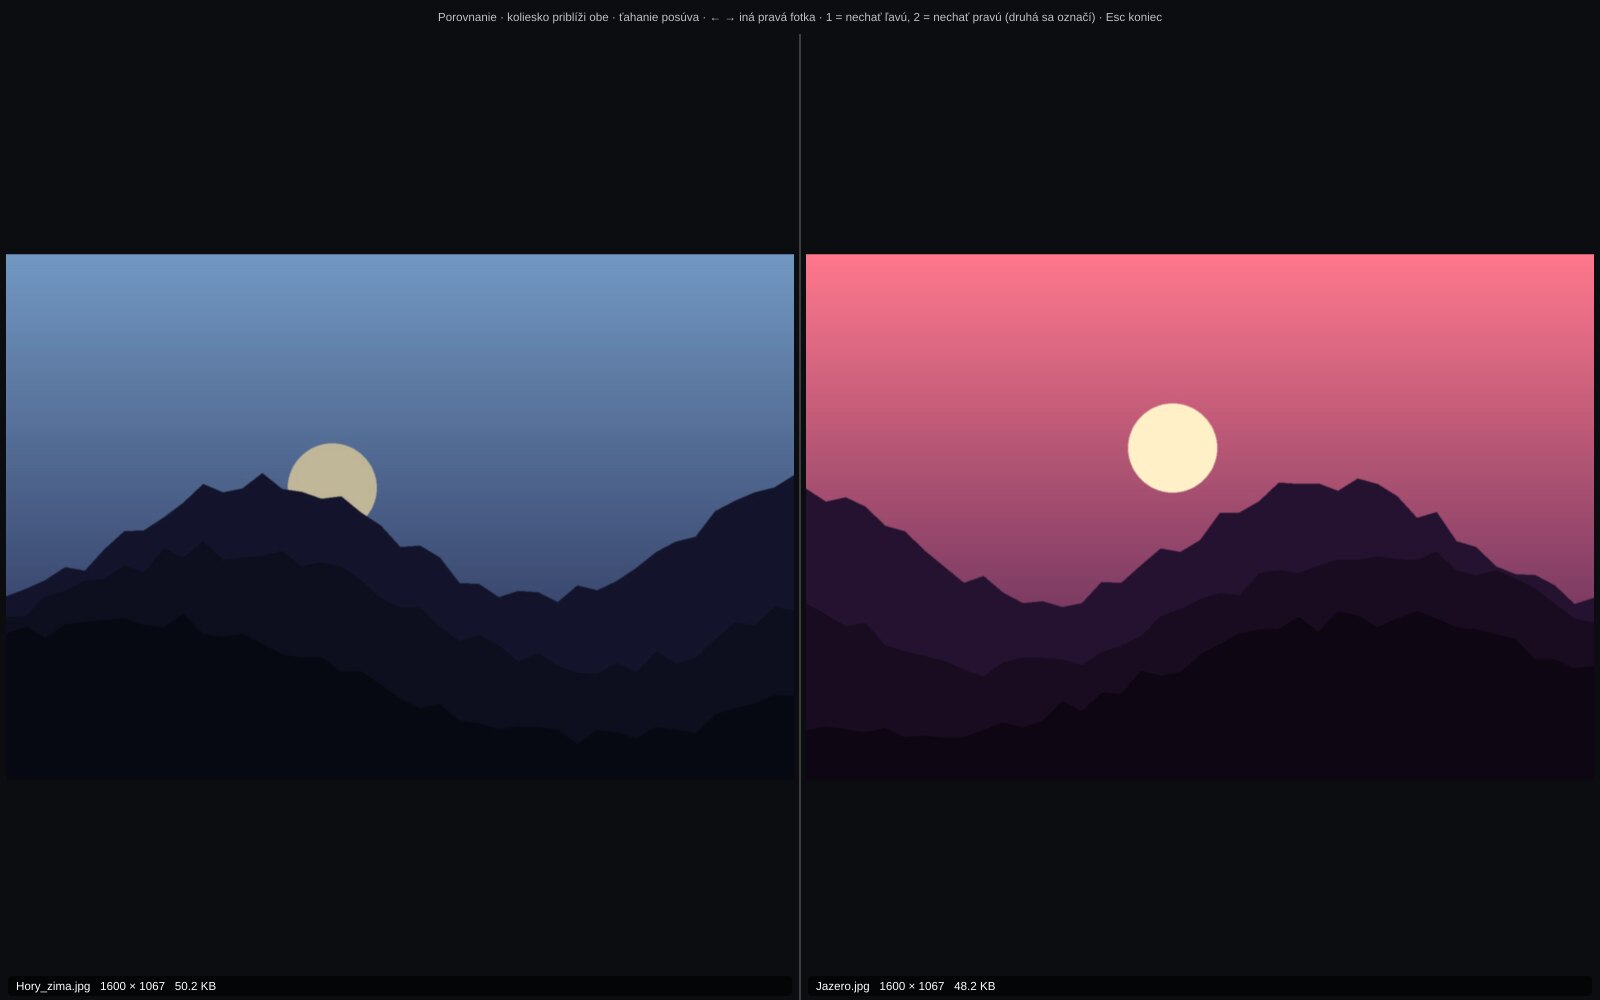 Porovnanie · koliesko priblíži obe · ťahanie posúva · ← → iná pravá fotka · 1 = nechať ľavú, 2 = nechať pravú (druhá sa označí) · Esc koniec
Hory_zima.jpg 1600 × 1067 50.2 KB
Jazero.jpg 1600 × 1067 48.2 KB